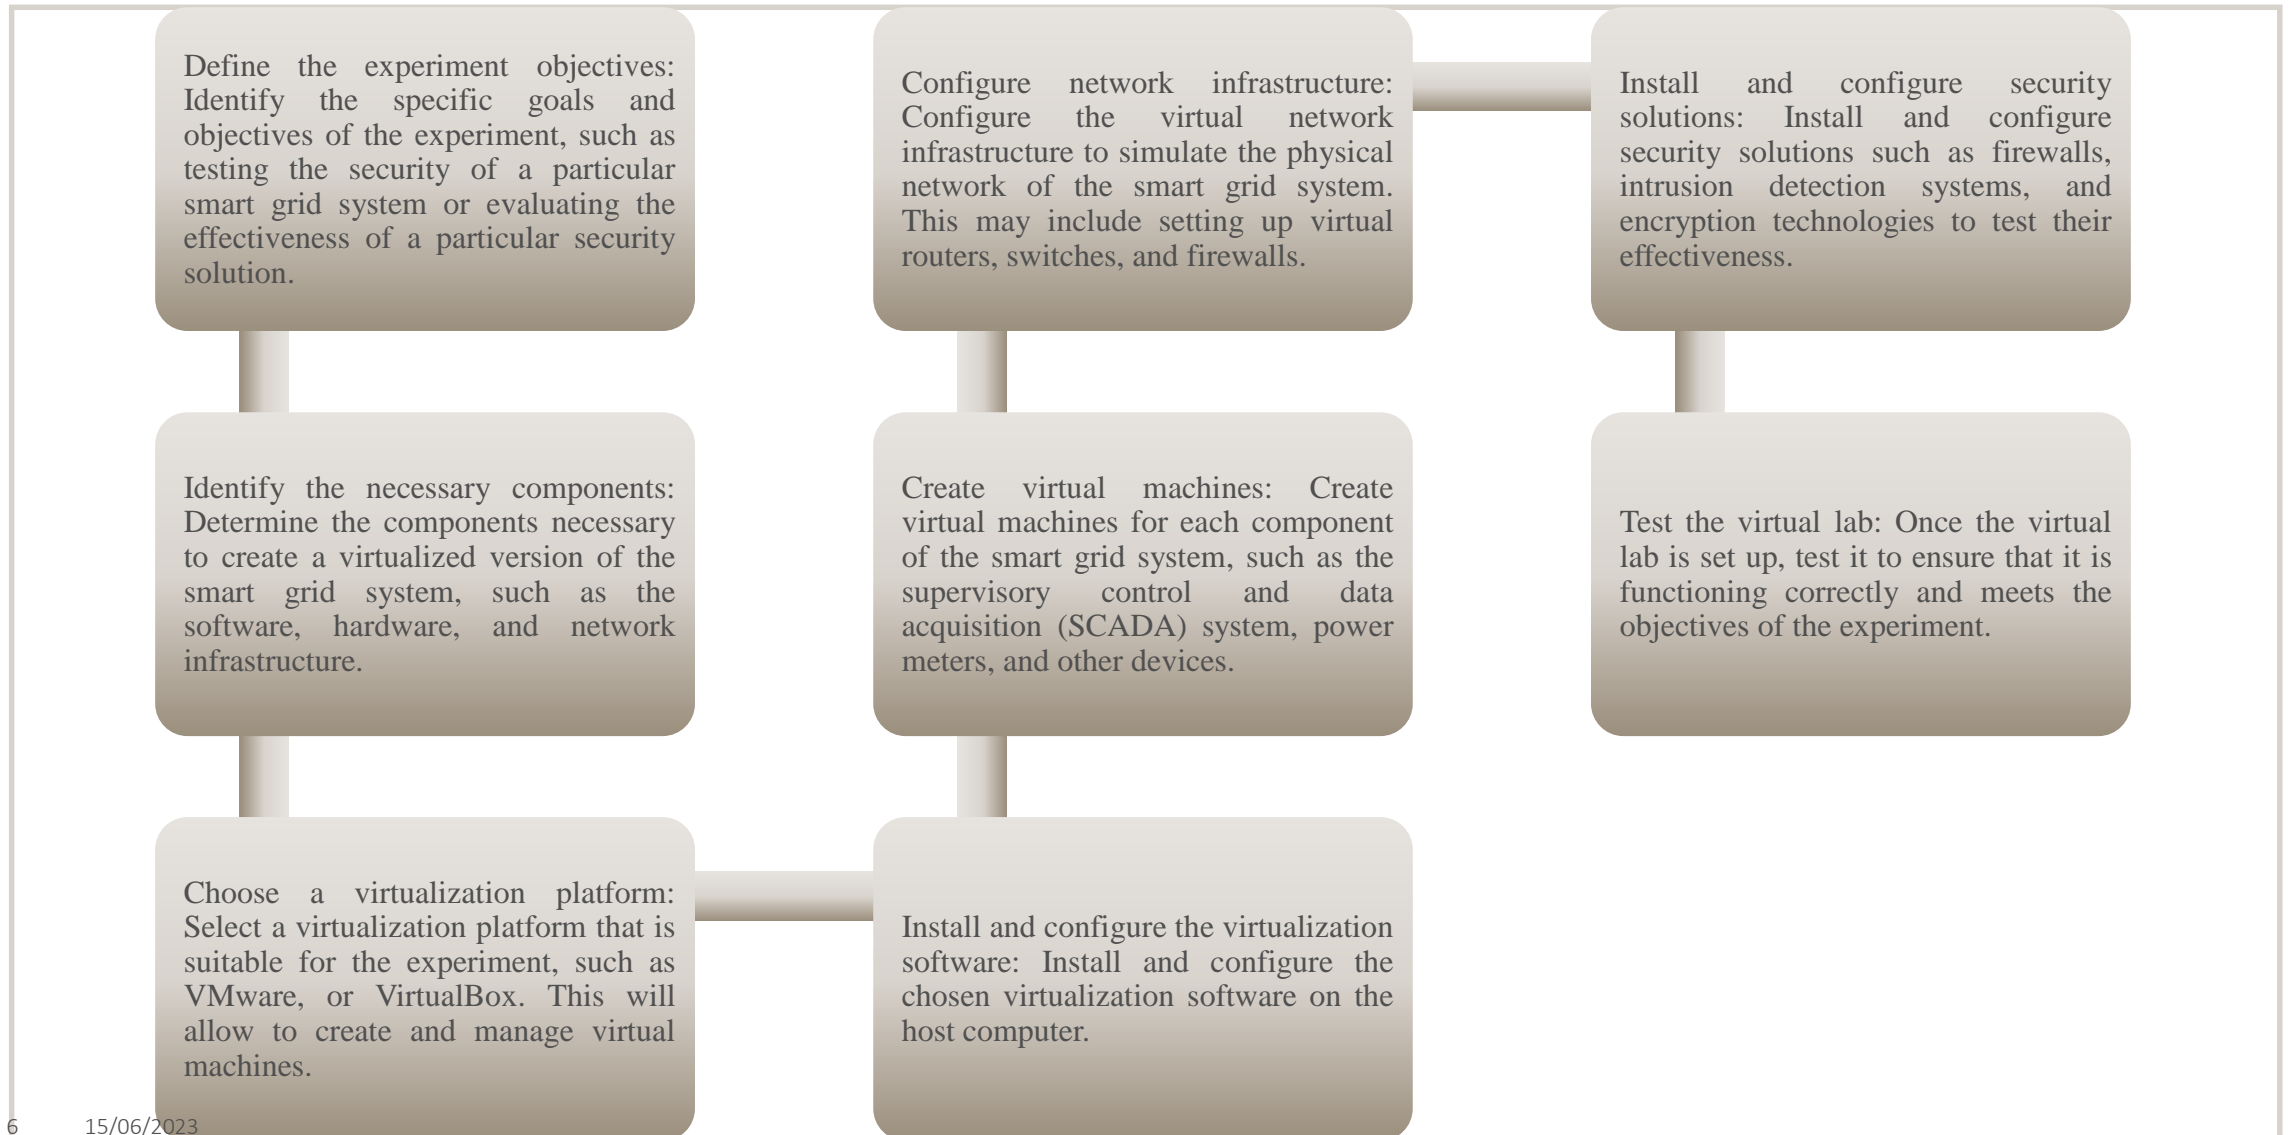 Define the experiment objectives:
Identify the specific goals and
objectives of the experiment, such as
testing the security of a particular
smart grid system or evaluating the
effectiveness of a particular security
solution.
Identify the necessary components:
Determine the components necessary
to create a virtualized version of the
smart grid system, such as the
software, hardware, and network
infrastructure.
Choose a virtualization platform:
Select a virtualization platform that is
suitable for the experiment, such as
VMware, or VirtualBox. This will
allow to create and manage virtual
machines.
Install and configure the virtualization
software: Install and configure the
chosen virtualization software on the
host computer.
Create virtual machines: Create
virtual machines for each component
of the smart grid system, such as the
supervisory control and data
acquisition (SCADA) system, power
meters, and other devices.
Configure network infrastructure:
Configure the virtual network
infrastructure to simulate the physical
network of the smart grid system.
This may include setting up virtual
routers, switches, and firewalls.
Install and configure security
solutions: Install and configure
security solutions such as firewalls,
intrusion detection systems, and
encryption technologies to test their
effectiveness.
Test the virtual lab: Once the virtual
lab is set up, test it to ensure that it is
functioning correctly and meets the
objectives of the experiment.
6 15/06/2023